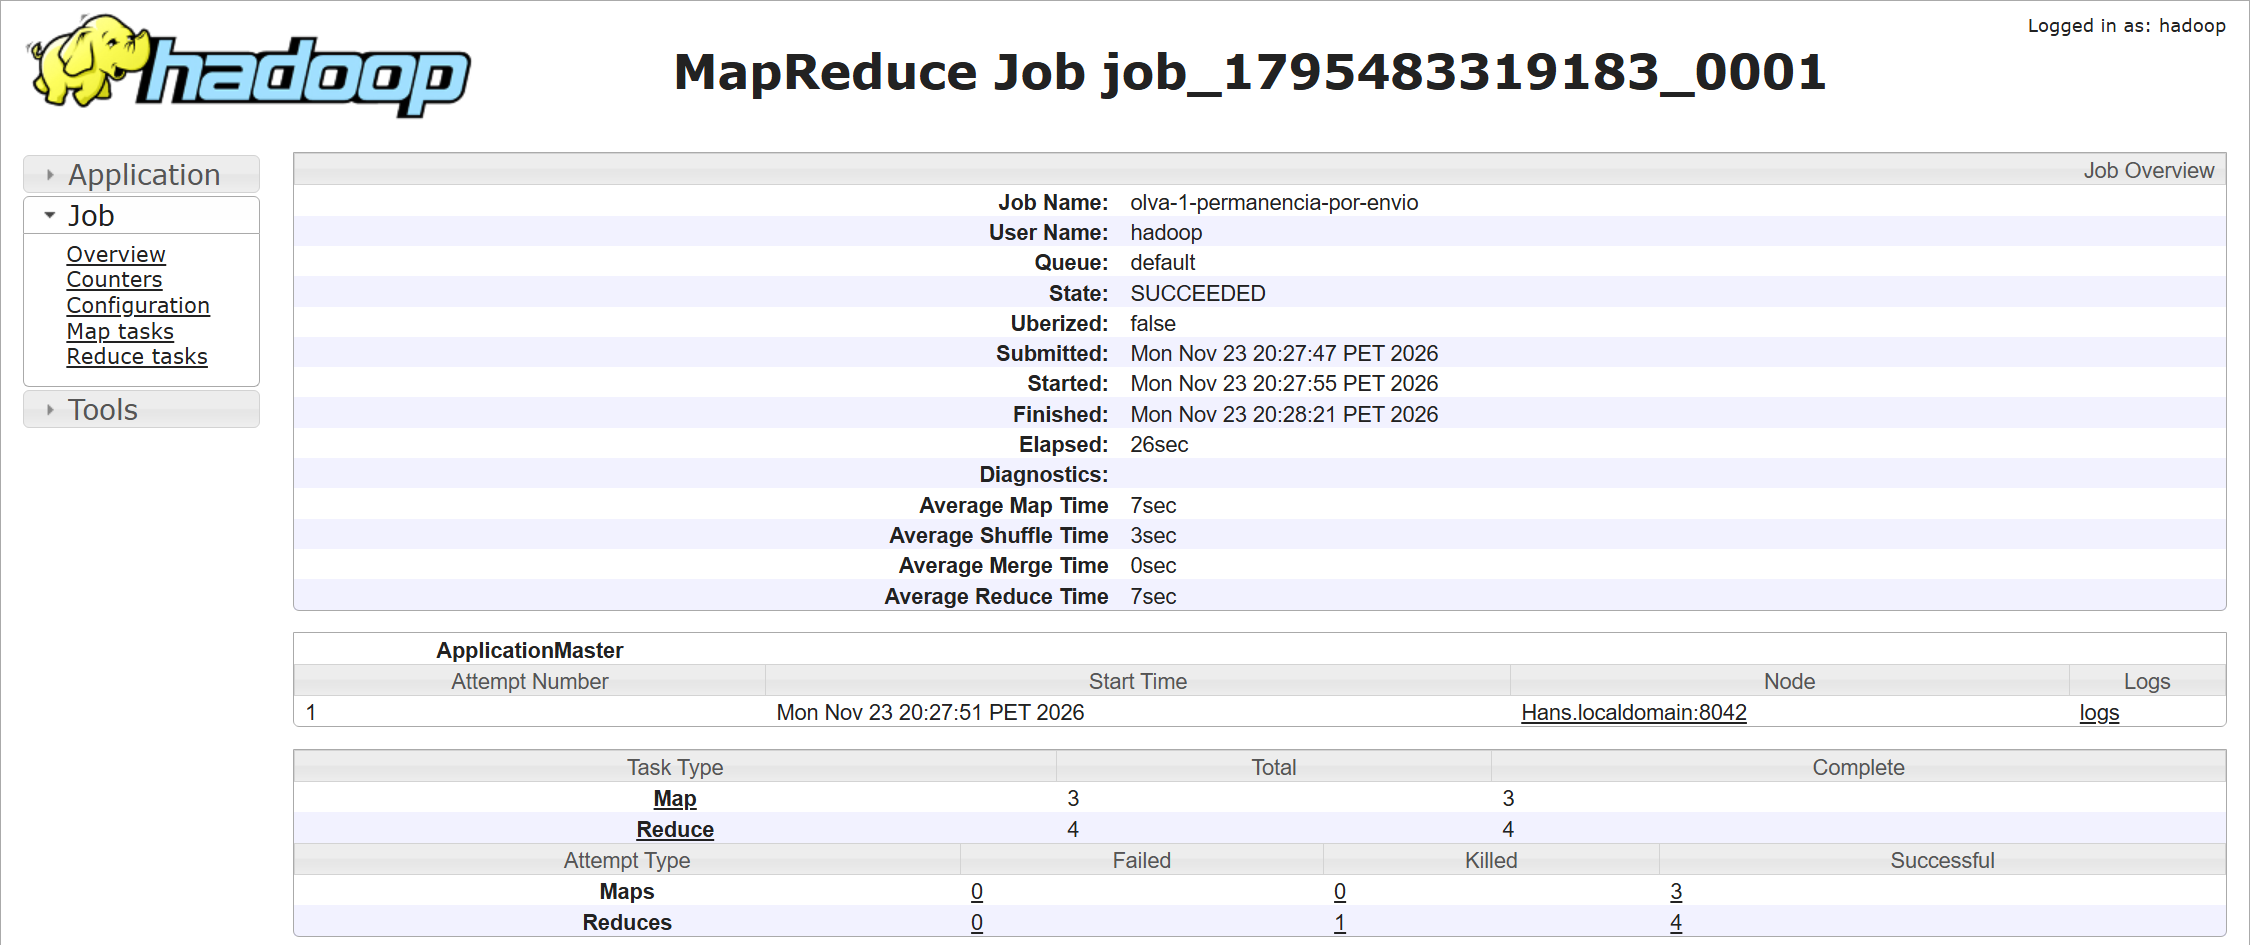 Logged in as: hadoop
hadoop
MapReduce Job job_1795483319183_0001
Application
Job
Overview
Counters
Configuration
Map tasks
Reduce tasks
Tools
Job Overview
Job Name: olva-1-permanencia-por-envio
User Name: hadoop
Queue: default
State: SUCCEEDED
Uberized: false
Submitted: Mon Nov 23 20:27:47 PET 2026
Started: Mon Nov 23 20:27:55 PET 2026
Finished: Mon Nov 23 20:28:21 PET 2026
Elapsed: 26sec
Diagnostics:
Average Map Time 7sec
Average Shuffle Time 3sec
Average Merge Time 0sec
Average Reduce Time 7sec
ApplicationMaster
Attempt Number Start Time Node Logs
1 Mon Nov 23 20:27:51 PET 2026 Hans.localdomain:8042 logs
Task Type Total Complete
Map 3 3
Reduce 4 4
Attempt Type Failed Killed Successful
Maps 0 0 3
Reduces 0 1 4